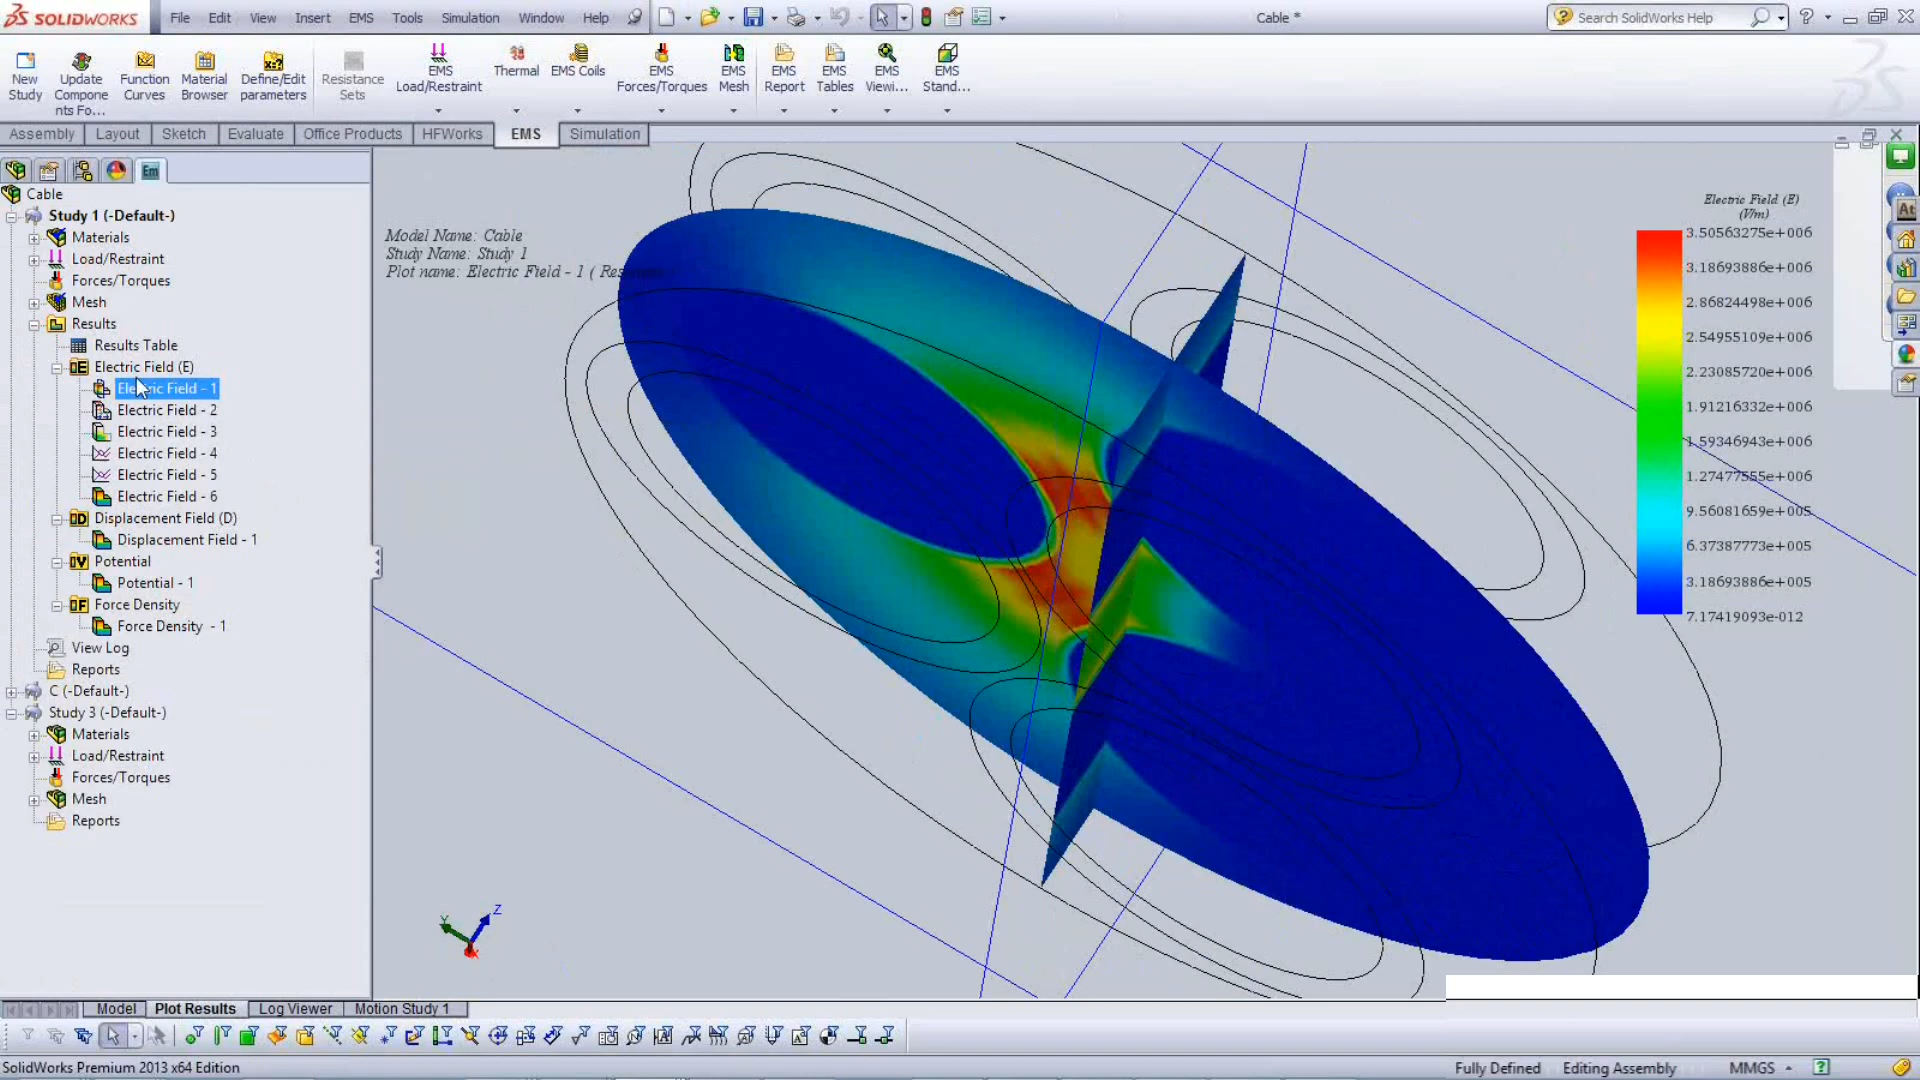 SOLIDWORKS File Edit View Insert EMS Tools Simulation Window Help Cable * Search SolidWorks Help
New Study
Update Compone nts Fo...
Function Curves
Material Browser
Define/Edit parameters
Resistance Sets
EMS Load/Restraint
Thermal
EMS Coils
EMS Forces/Torques
EMS Mesh
EMS Report
EMS Tables
EMS Viewi...
EMS Stand...
Assembly Layout Sketch Evaluate Office Products HFWorks EMS Simulation
Em
Cable
Study 1 (-Default-)
Materials
Load/Restraint
Forces/Torques
Mesh
Results
Results Table
Electric Field (E)
Electric Field - 1
Electric Field - 2
Electric Field - 3
Electric Field - 4
Electric Field - 5
Electric Field - 6
Displacement Field (D)
Displacement Field - 1
Potential
Potential - 1
Force Density
Force Density - 1
View Log
Reports
C (-Default-)
Study 3 (-Default-)
Materials
Load/Restraint
Forces/Torques
Mesh
Reports
Model Name: Cable
Study Name: Study 1
Plot name: Electric Field - 1 (
Electric Field (E)
(V/m)
3.50563275e+006
3.18693886e+006
2.86824498e+006
2.54955109e+006
2.23085720e+006
1.91216332e+006
1.59346943e+006
1.27477555e+006
9.56081659e+005
6.37387773e+005
3.18693886e+005
7.17419093e-012
At
Y Z X
Model Plot Results Log Viewer Motion Study 1
SolidWorks Premium 2013 x64 Edition Fully Defined Editing Assembly MMGS